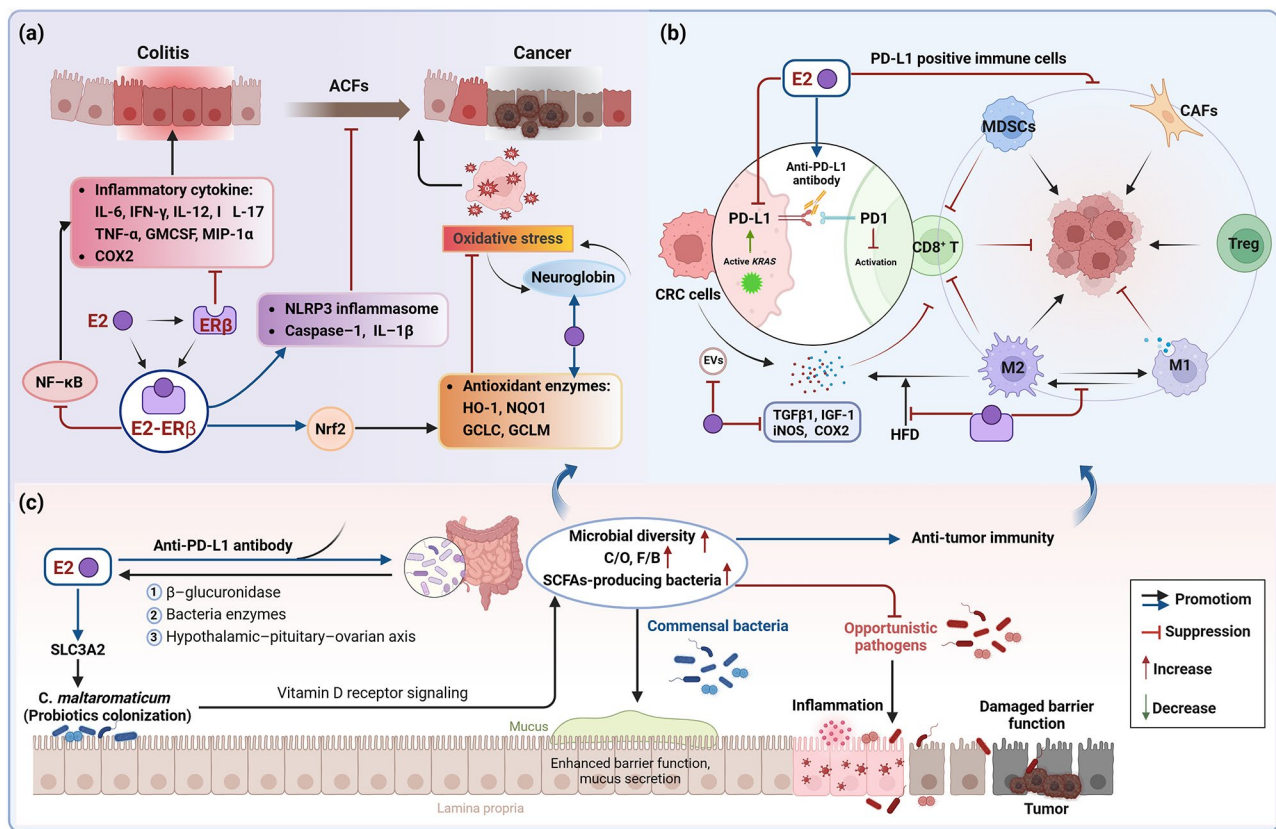 (a)
Colitis
ACFs
Cancer
Inflammatory cytokine:
IL-6, IFN-γ, IL-12, I L-17
TNF-α, GMCSF, MIP-1α
COX2
Oxidative stress
Neuroglobin
E2
ERβ
NLRP3 inflammasome
Caspase–1, IL–1β
NF–κB
E2-ERβ
Nrf2
Antioxidant enzymes:
HO-1, NQO1
GCLC, GCLM
(b)
E2
PD-L1 positive immune cells
MDSCs
CAFs
Anti-PD-L1
antibody
PD-L1
PD1
Active KRAS
Activation
CD8⁺ T
Treg
CRC cells
EVs
M2
M1
TGFβ1, IGF-1
iNOS, COX2
HFD
(c)
E2
Anti-PD-L1 antibody
1 β–glucuronidase
2 Bacteria enzymes
3 Hypothalamic–pituitary–ovarian axis
SLC3A2
C. maltaromaticum
(Probiotics colonization)
Vitamin D receptor signaling
Microbial diversity
C/O, F/B
SCFAs-producing bacteria
Anti-tumor immunity
Commensal bacteria
Opportunistic
pathogens
Mucus
Enhanced barrier function,
mucus secretion
Inflammation
Damaged barrier
function
Tumor
Lamina propria
Promotiom
Suppression
Increase
Decrease